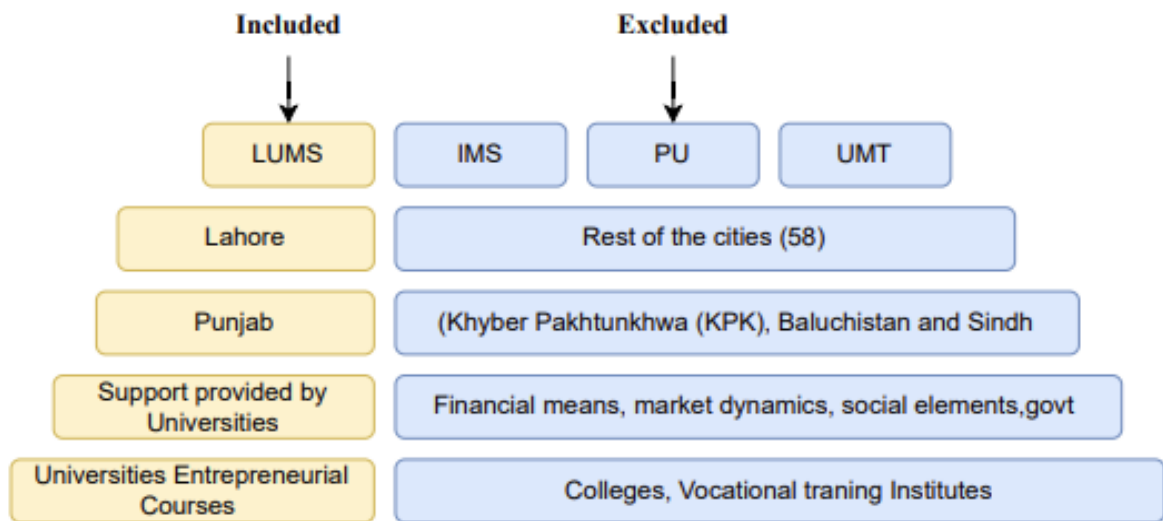 Included Excluded
LUMS IMS PU UMT
Lahore Rest of the cities (58)
Punjab (Khyber Pakhtunkhwa (KPK), Baluchistan and Sindh
Support provided by
Universities
Financial means, market dynamics, social elements,govt
Universities Entrepreneurial
Courses
Colleges, Vocational traning Institutes